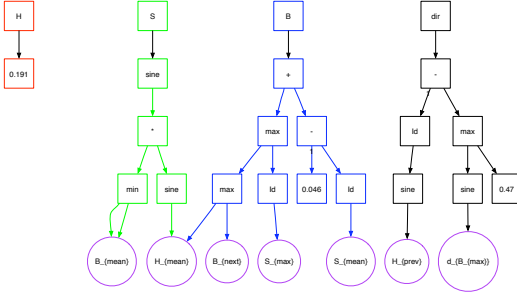 H S B dir
0.191 sine + -
* max - Id max
min sine max Id 0.046 Id sine sine 0.47
B_{mean} H_{mean} B_{next} S_{max} S_{mean} H_{prev} d_{B_{max}}